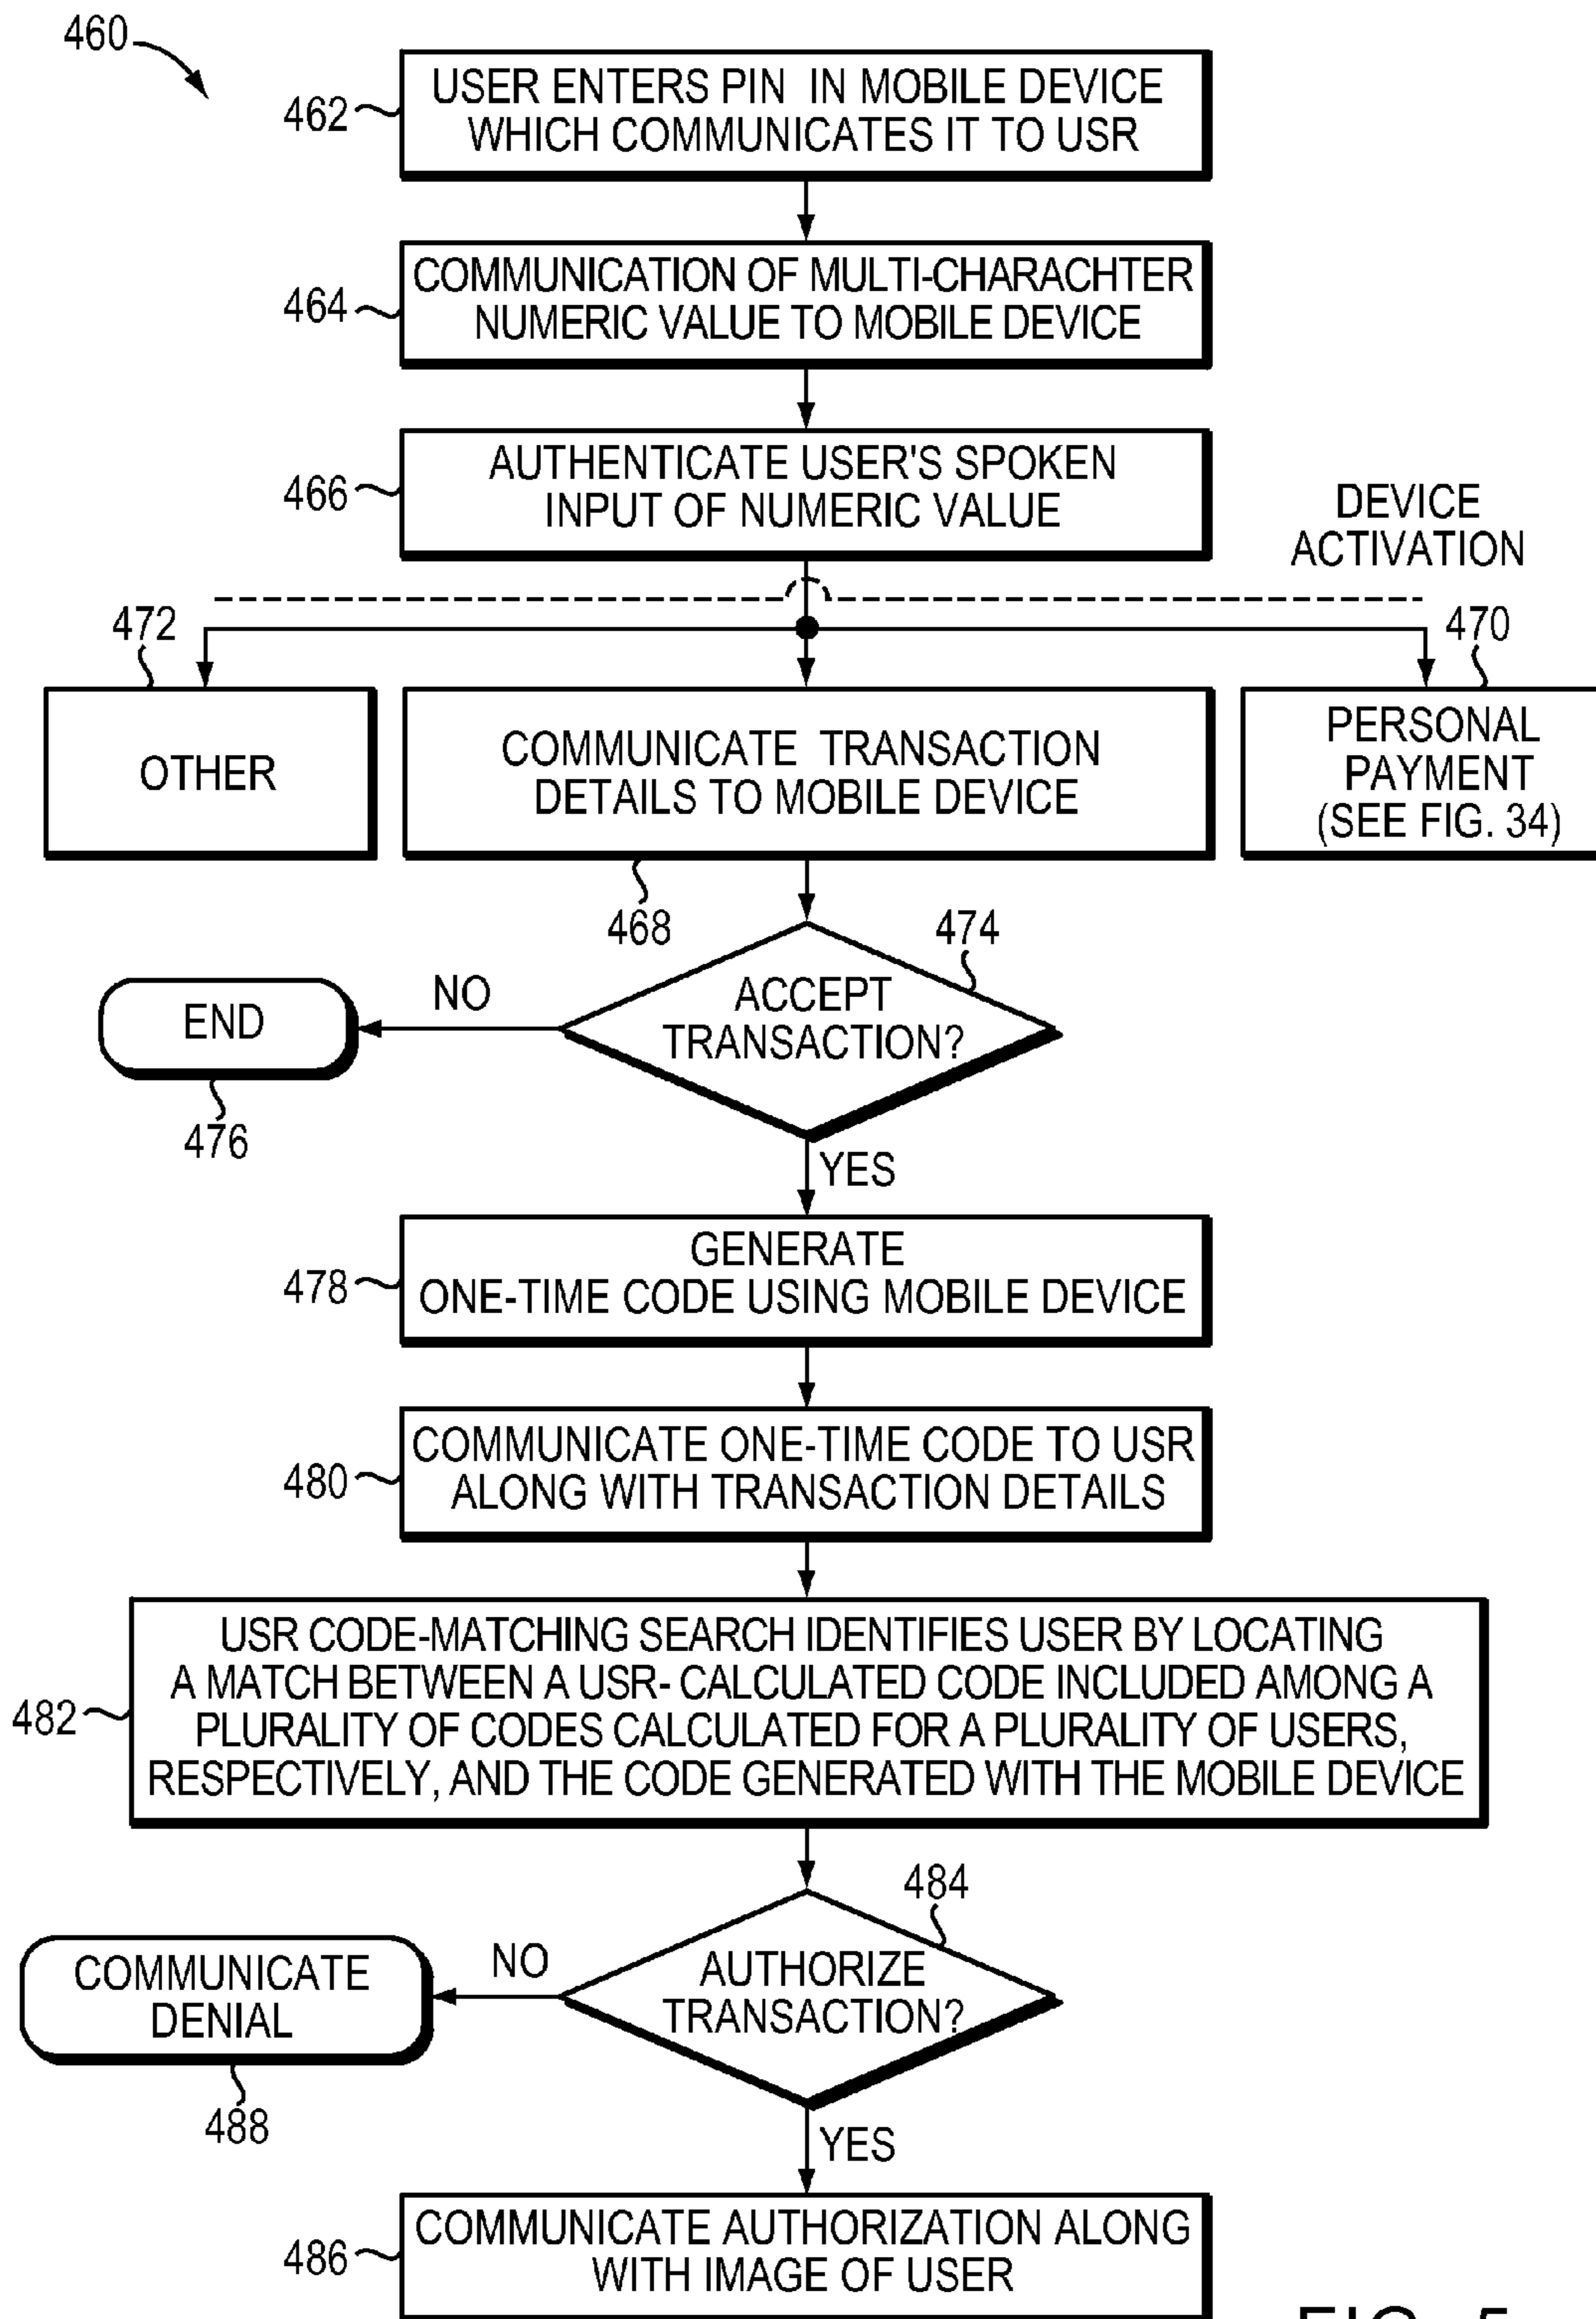 460
462
USER ENTERS PIN IN MOBILE DEVICE
WHICH COMMUNICATES IT TO USR
464
COMMUNICATION OF MULTI-CHARACHTER
NUMERIC VALUE TO MOBILE DEVICE
466
AUTHENTICATE USER'S SPOKEN
INPUT OF NUMERIC VALUE
DEVICE
ACTIVATION
472
470
OTHER
COMMUNICATE TRANSACTION
DETAILS TO MOBILE DEVICE
PERSONAL
PAYMENT
(SEE FIG. 34)
468
474
ACCEPT
TRANSACTION?
NO
END
476
YES
478
GENERATE
ONE-TIME CODE USING MOBILE DEVICE
480
COMMUNICATE ONE-TIME CODE TO USR
ALONG WITH TRANSACTION DETAILS
482
USR CODE-MATCHING SEARCH IDENTIFIES USER BY LOCATING
A MATCH BETWEEN A USR- CALCULATED CODE INCLUDED AMONG A
PLURALITY OF CODES CALCULATED FOR A PLURALITY OF USERS,
RESPECTIVELY, AND THE CODE GENERATED WITH THE MOBILE DEVICE
484
AUTHORIZE
TRANSACTION?
NO
COMMUNICATE
DENIAL
488
YES
486
COMMUNICATE AUTHORIZATION ALONG
WITH IMAGE OF USER